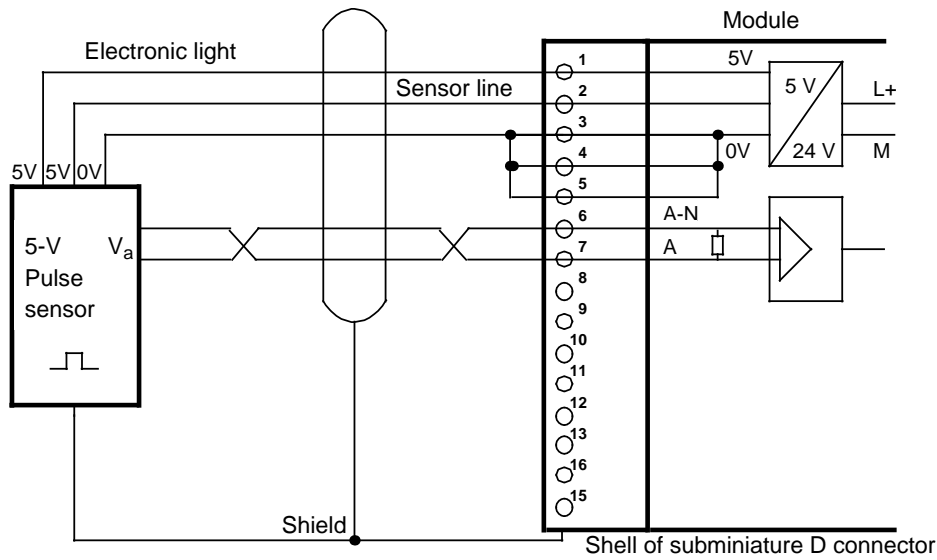 Module
Electronic light
1
5V
5 V
24 V
L+
Sensor line
2
3
M
0V
4
5V 5V 0V
5
6
A-N
5-V
Pulse
sensor
Va
7
A
8
9
10
11
12
13
16
15
Shield
Shell of subminiature D connector